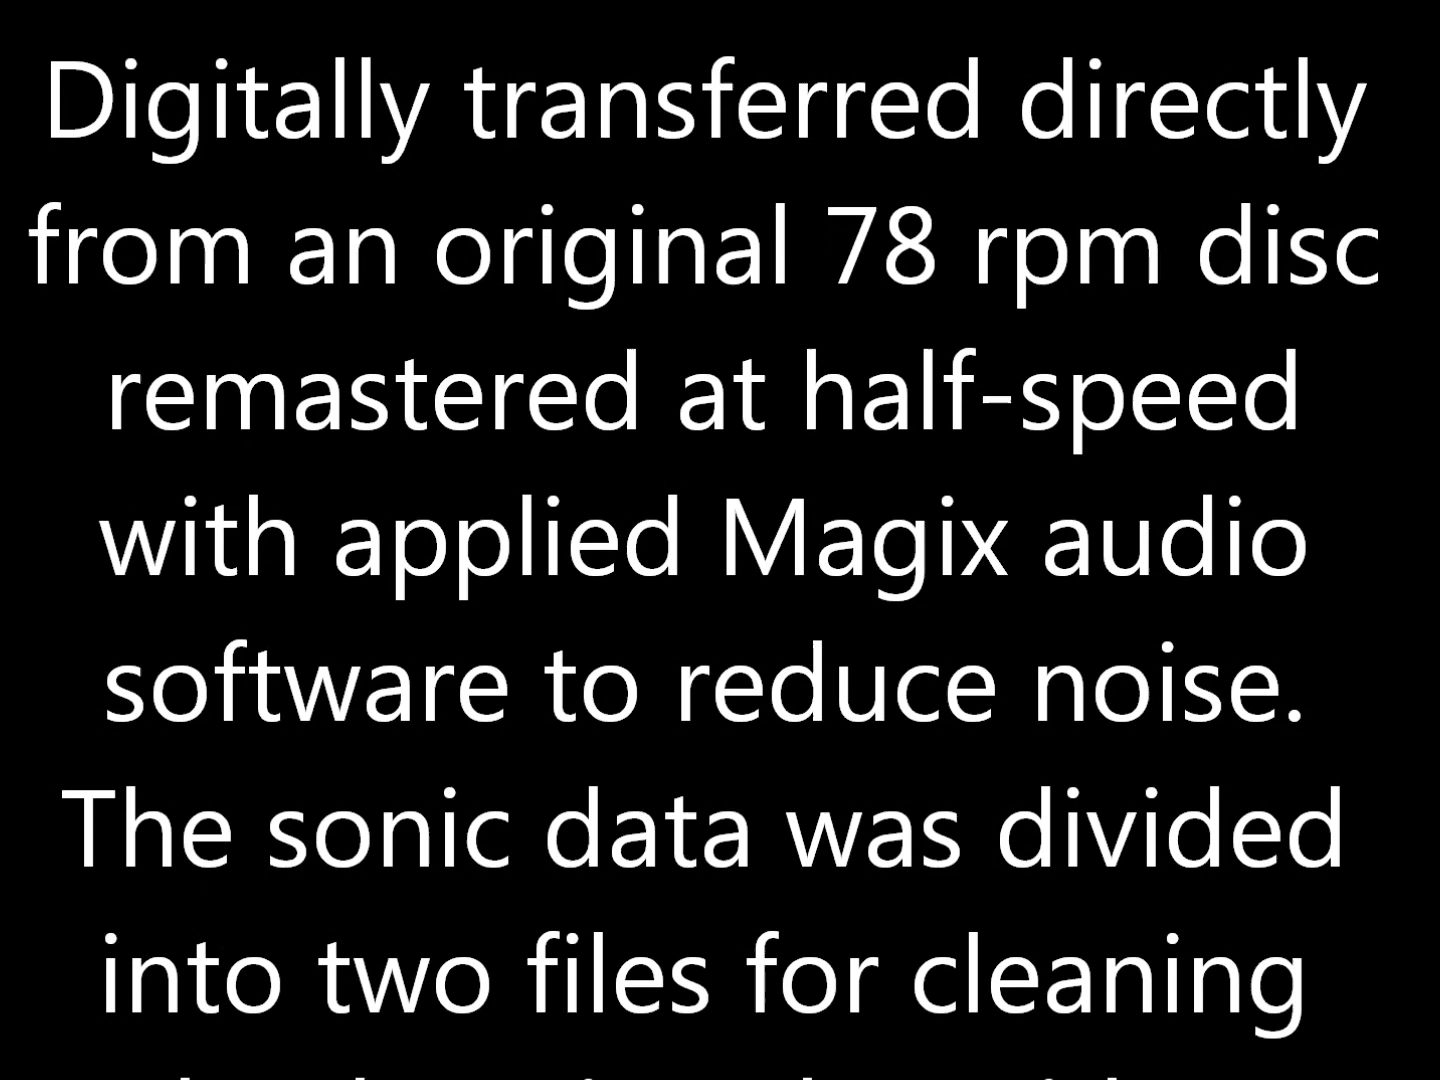 Digitally transferred directly
from an original 78 rpm disc
remastered at half-speed
with applied Magix audio
software to reduce noise.
The sonic data was divided
into two files for cleaning